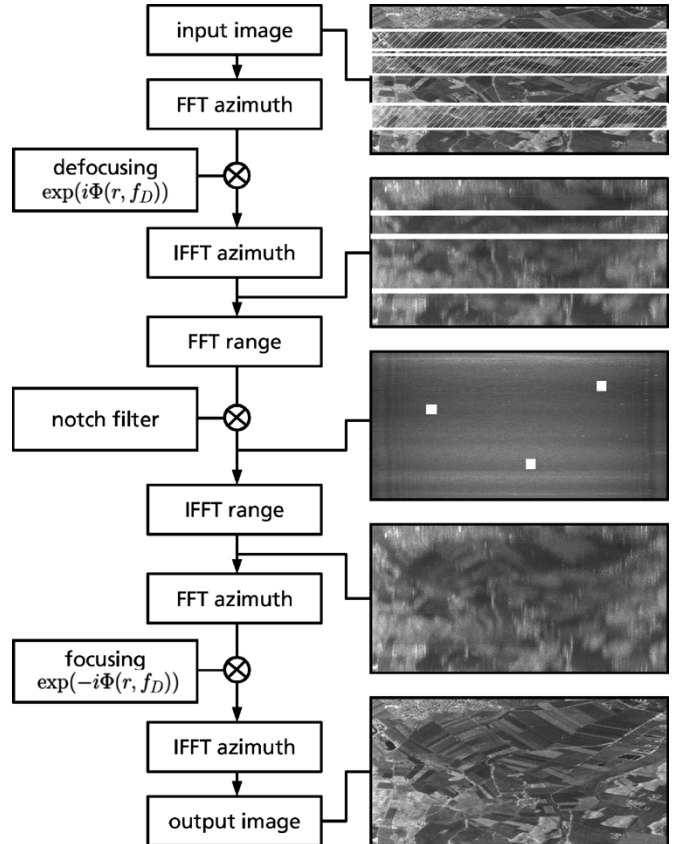 input image
FFT azimuth
defocusing
exp(iΦ(r, f_D))
IFFT azimuth
FFT range
notch filter
IFFT range
FFT azimuth
focusing
exp(−iΦ(r, f_D))
IFFT azimuth
output image